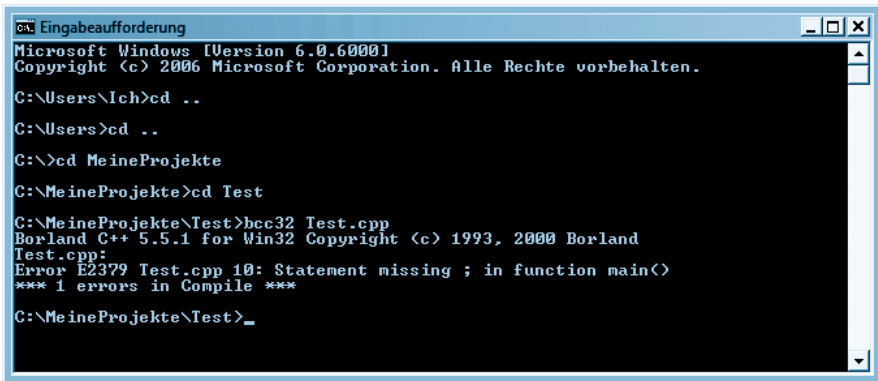 Eingabeaufforderung
Microsoft Windows [Version 6.0.6000]
Copyright (c) 2006 Microsoft Corporation. Alle Rechte vorbehalten.
C:\Users\Ich>cd ..
C:\Users>cd ..
C:\>cd MeineProjekte
C:\MeineProjekte>cd Test
C:\MeineProjekte\Test>bcc32 Test.cpp
Borland C++ 5.5.1 for Win32 Copyright (c) 1993, 2000 Borland
Test.cpp:
Error E2379 Test.cpp 10: Statement missing ; in function main()
*** 1 errors in Compile ***
C:\MeineProjekte\Test>_